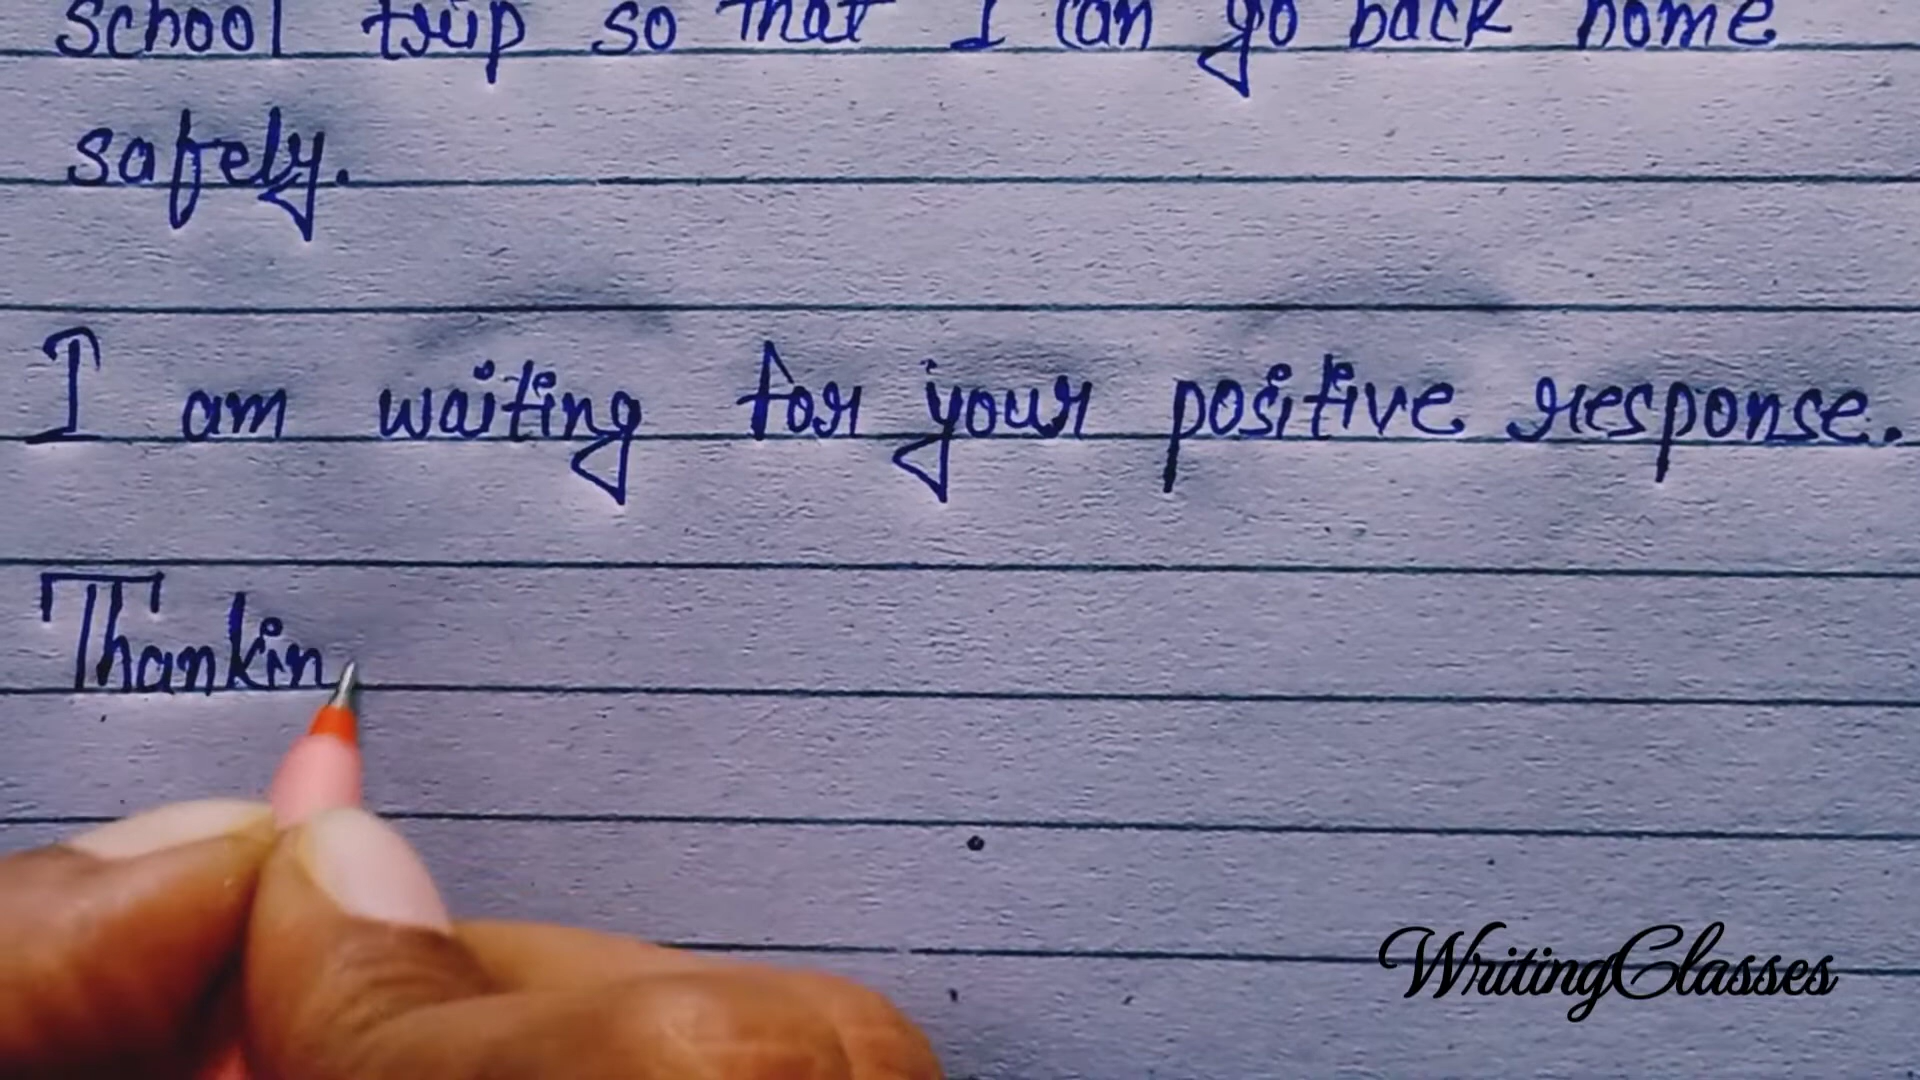 school trip so that I can go back home
safely.
I am waiting for your positive response.
Thankin
WritingClasses